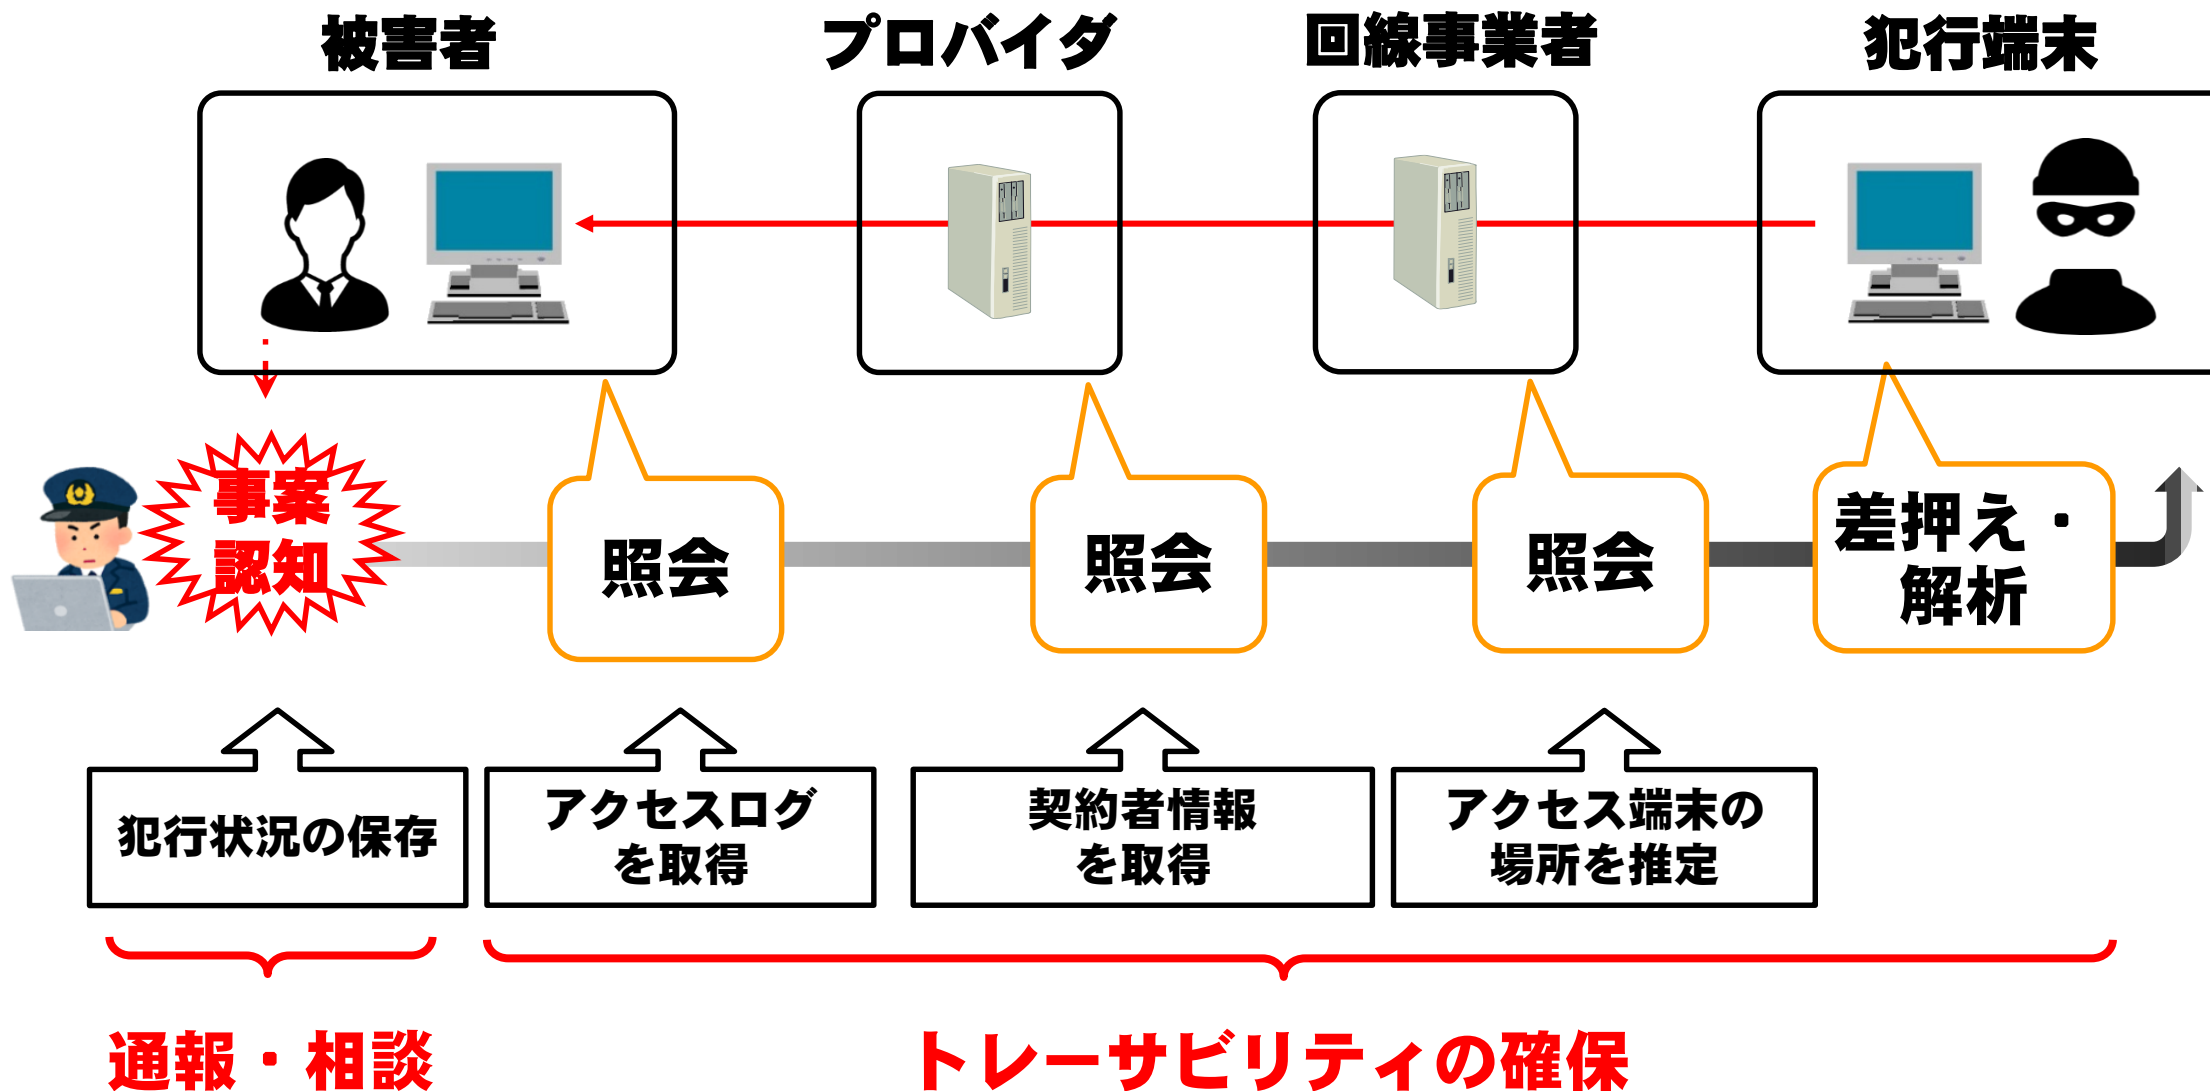 被害者
プロバイダ
回線事業者
犯行端末
事案
認知
照会
照会
照会
差押え・
解析
犯行状況の保存
アクセスログ
を取得
契約者情報
を取得
アクセス端末の
場所を推定
通報・相談
トレーサビリティの確保